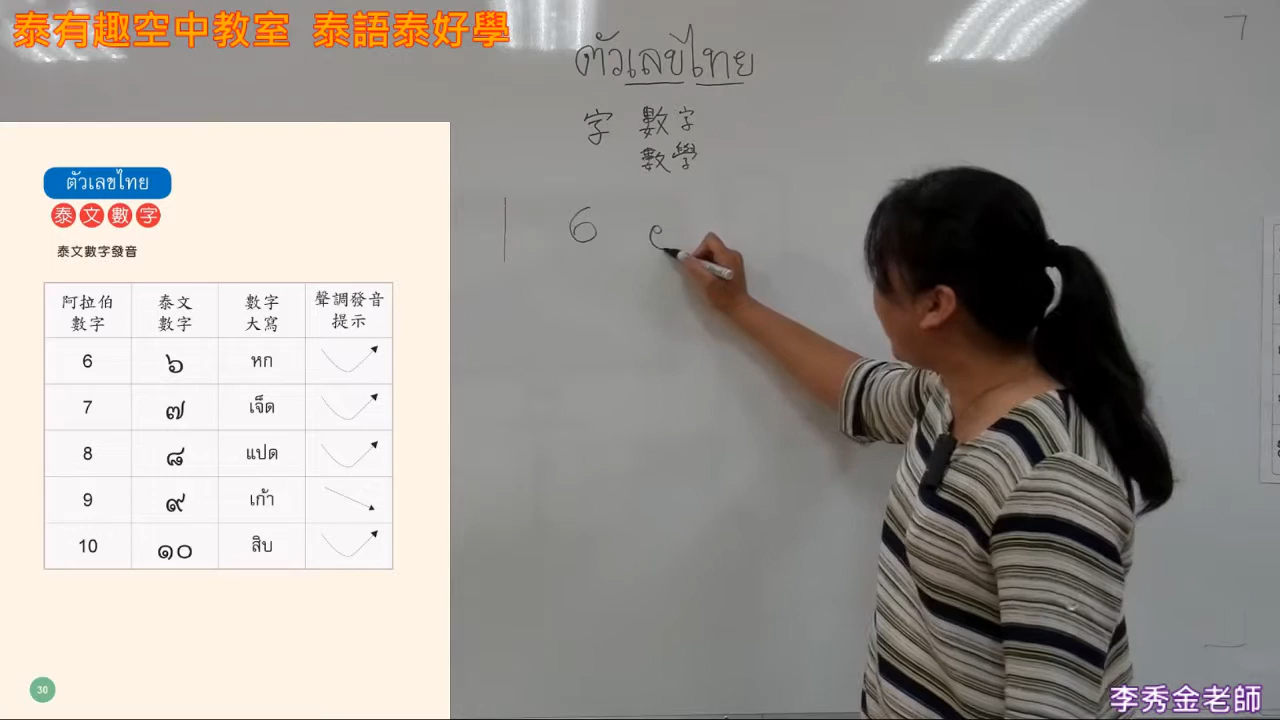 泰有趣空中教室 泰語泰好學
ตัวเลขไทย
字 數字
數學
6
7
ตัวเลขไทย
泰文數字
泰文數字發音
阿拉伯數字 泰文數字 數字大寫 聲調發音提示
6 ๖ หก
7 ๗ เจ็ด
8 ๘ แปด
9 ๙ เก้า
10 ๑๐ สิบ
30
李秀金老師